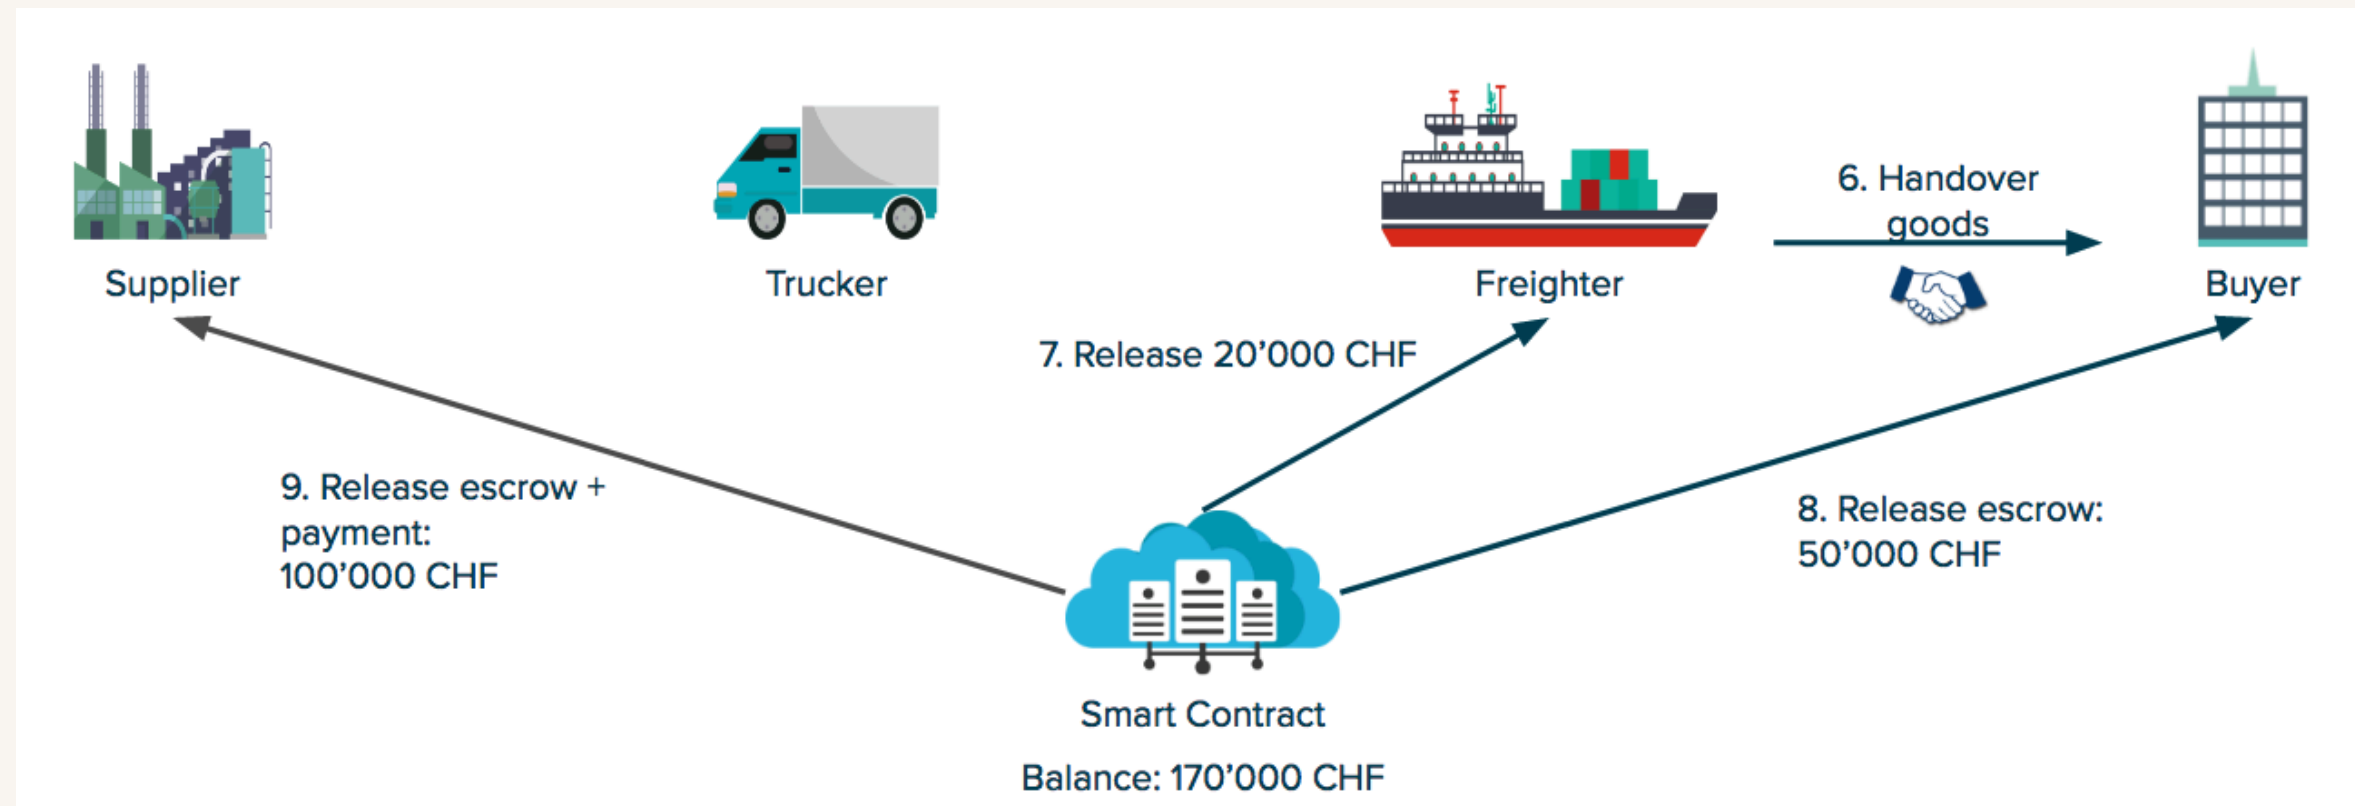 6. Handover
goods
Supplier
Trucker
Freighter
Buyer
7. Release 20’000 CHF
9. Release escrow +
payment:
100’000 CHF
8. Release escrow:
50’000 CHF
Smart Contract
Balance: 170’000 CHF